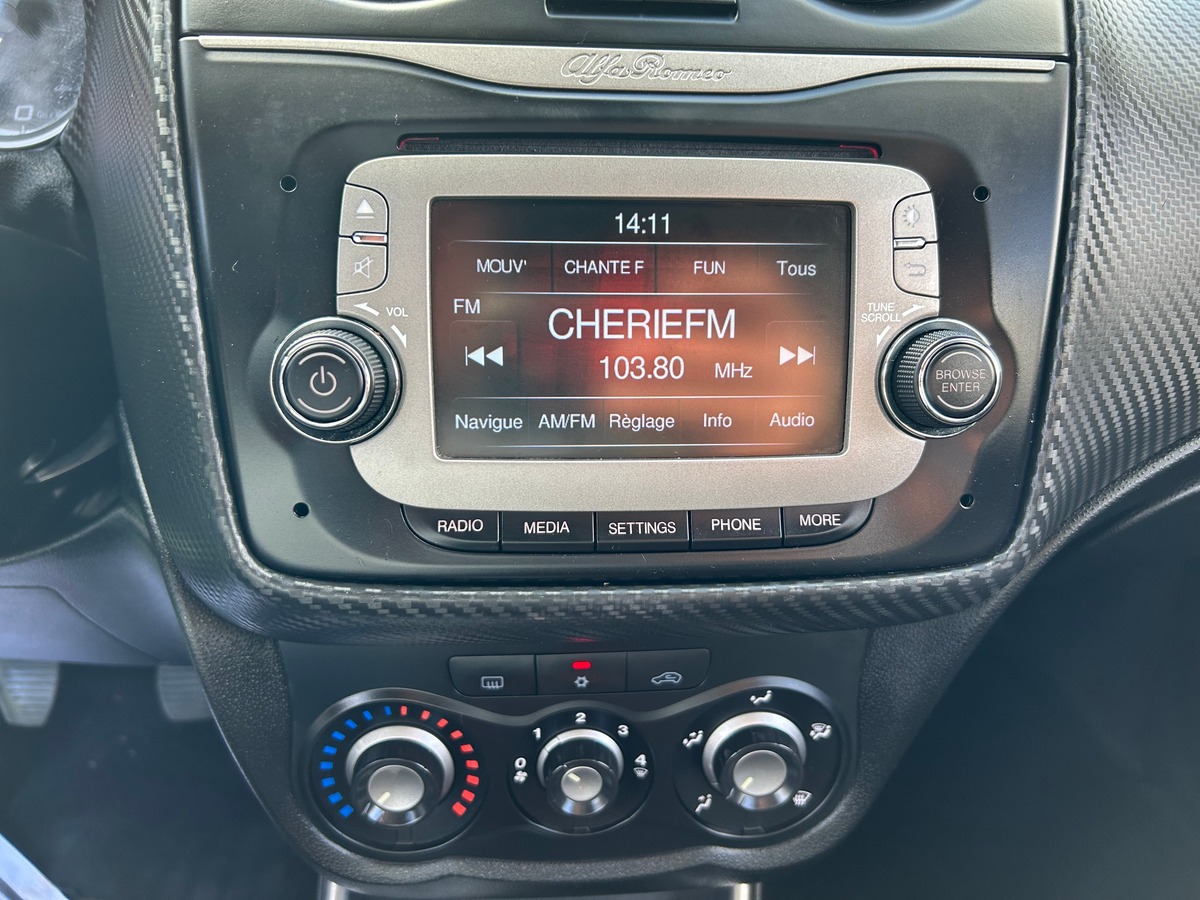 Alfa Romeo
14:11
MOUV' CHANTE F FUN Tous
FM
VOL
TUNE
SCROLL
CHERIEFM
103.80 MHz
BROWSE
ENTER
Navigue AM/FM Règlage Info Audio
RADIO MEDIA SETTINGS PHONE MORE
0 1 2 3 4